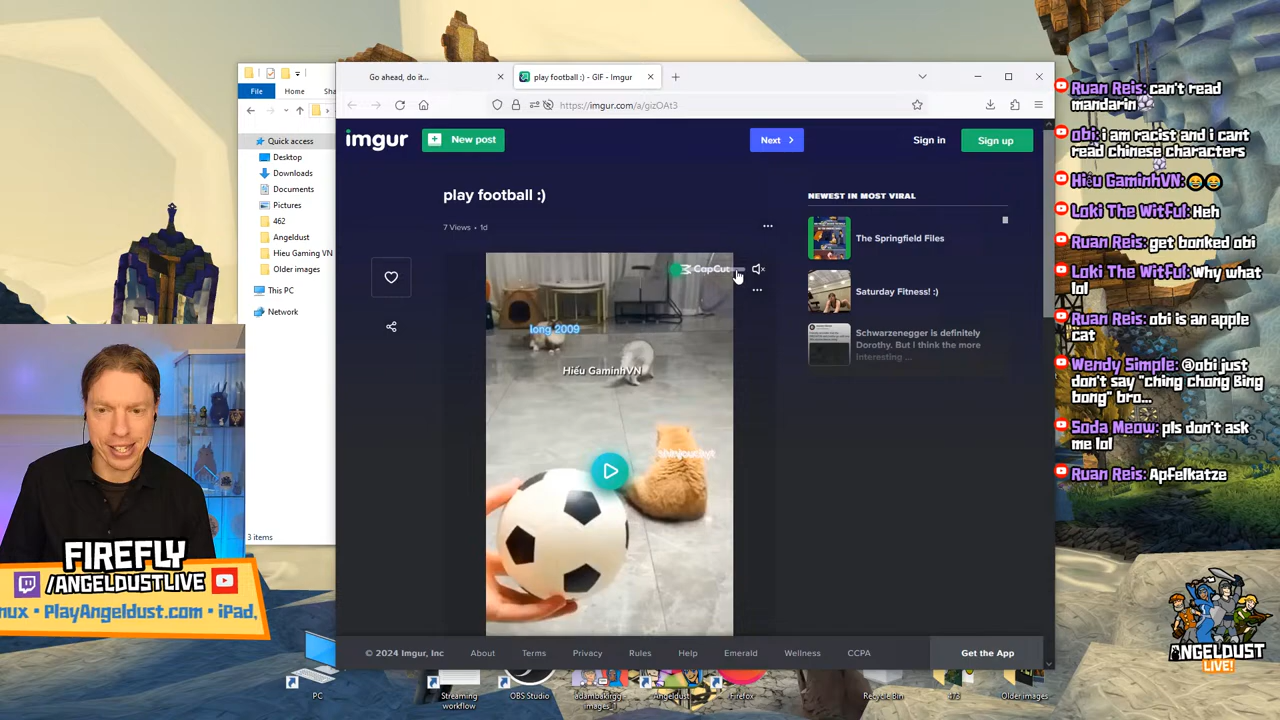 File
Home
Sha
Quick access
Desktop
Downloads
Documents
Pictures
462
Angeldust
Hieu Gaming VN
Older images
This PC
Network
3 items
Go ahead, do it...
play football :) - GIF - Imgur
https://imgur.com/a/gizOAt3
imgur
New post
Next
Sign in
Sign up
play football :)
7 Views • 1d
NEWEST IN MOST VIRAL
The Springfield Files
Saturday Fitness! :)
Schwarzenegger is definitely
Dorothy. But I think the more
interesting ...
CapCut
long 2009
Hiếu GaminhVN
© 2024 Imgur, Inc
About
Terms
Privacy
Rules
Help
Emerald
Wellness
CCPA
Get the App
Ruan Reis: can't read
mandarin
obi: i am racist and i cant
read chinese characters
Hiếu GaminhVN: 😂😂
Loki The Witful: Heh
Ruan Reis: get bonked obi
Loki The Witful: Why what
lol
Ruan Reis: obi is an apple
cat
Wendy Simple: @obi just
don't say "ching chong Bing
bong" bro...
Soda Meow: pls don't ask
me lol
Ruan Reis: Apfelkatze
FIREFLY
/ANGELDUSTLIVE
nux • PlayAngeldust.com • iPad,
ANGELDUST
LIVE!
PC
Streaming
workflow
OBS Studio
adambakingg
images_1
Angeldust
Firefox
Recycle Bin
473
Older images